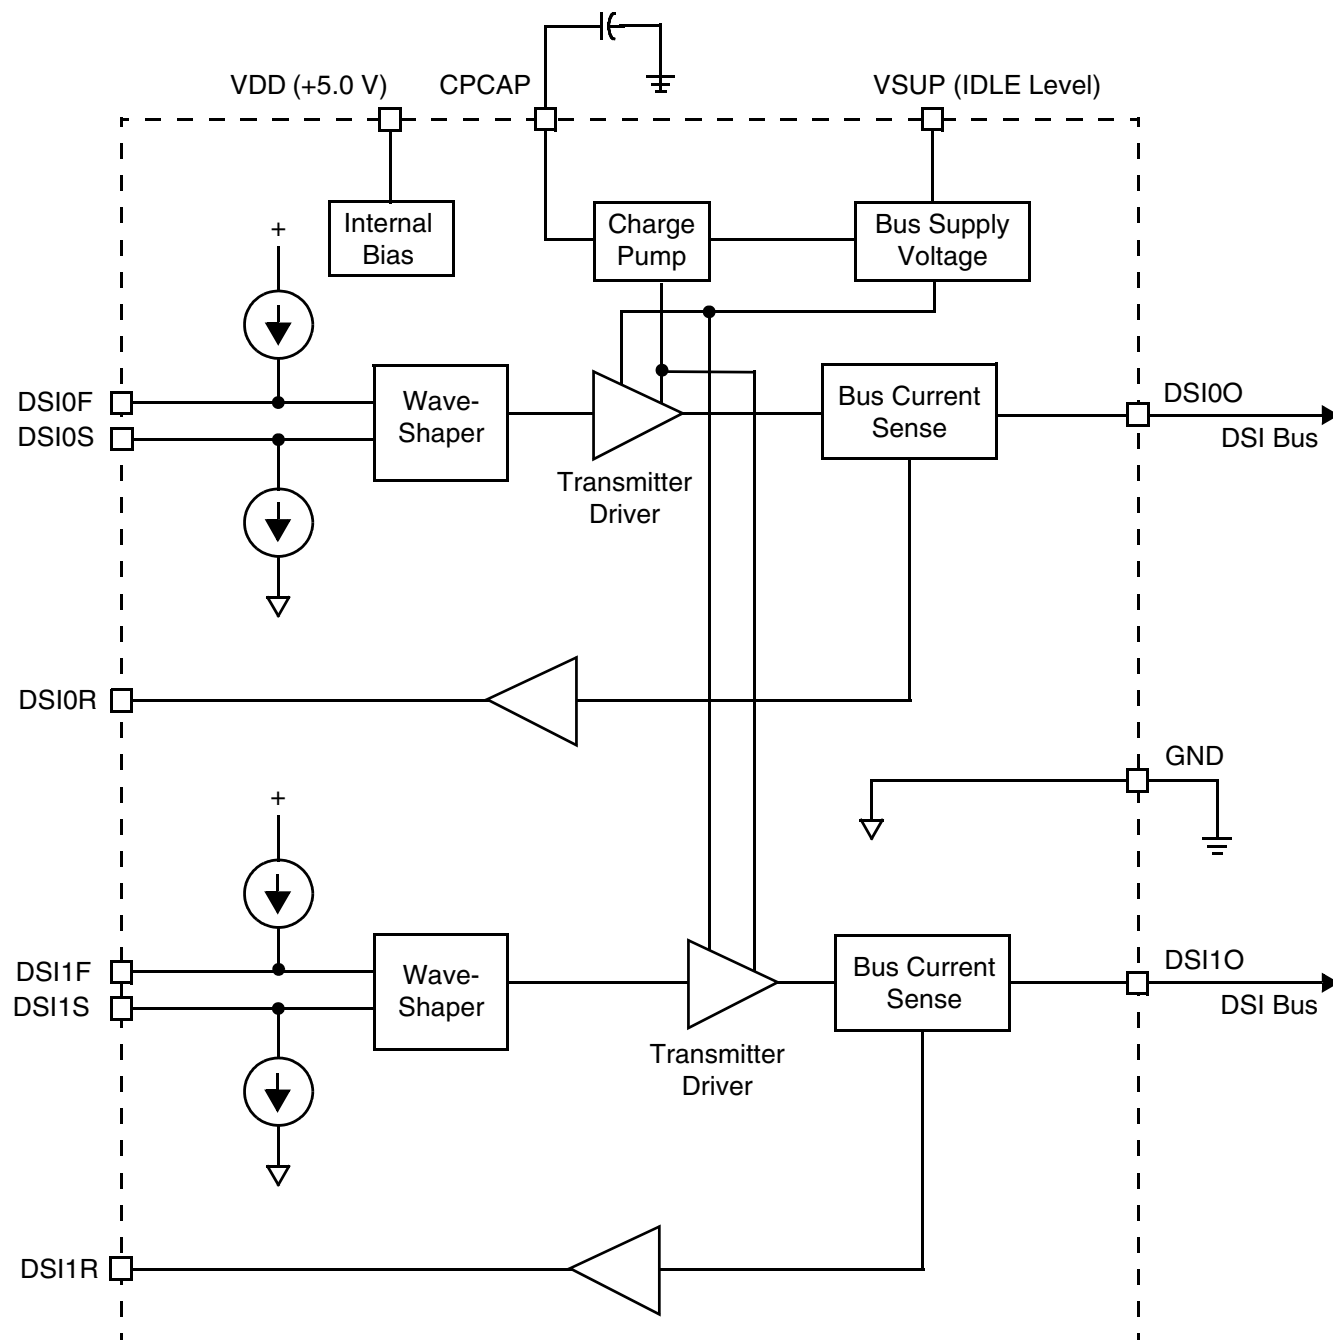 VDD (+5.0 V)
CPCAP
VSUP (IDLE Level)
Internal
Bias
Charge
Pump
Bus Supply
Voltage
+
DSI0F
DSI0S
Wave-
Shaper
Transmitter
Driver
Bus Current
Sense
DSI0O
DSI Bus
DSI0R
GND
+
DSI1F
DSI1S
Wave-
Shaper
Transmitter
Driver
Bus Current
Sense
DSI1O
DSI Bus
DSI1R